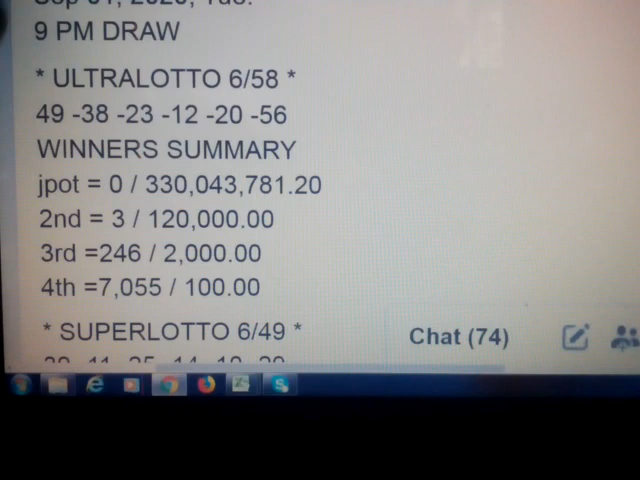 9 PM DRAW
* ULTRALOTTO 6/58 *
49 -38 -23 -12 -20 -56
WINNERS SUMMARY
jpot = 0 / 330,043,781.20
2nd = 3 / 120,000.00
3rd =246 / 2,000.00
4th =7,055 / 100.00
* SUPERLOTTO 6/49 *
Chat (74)